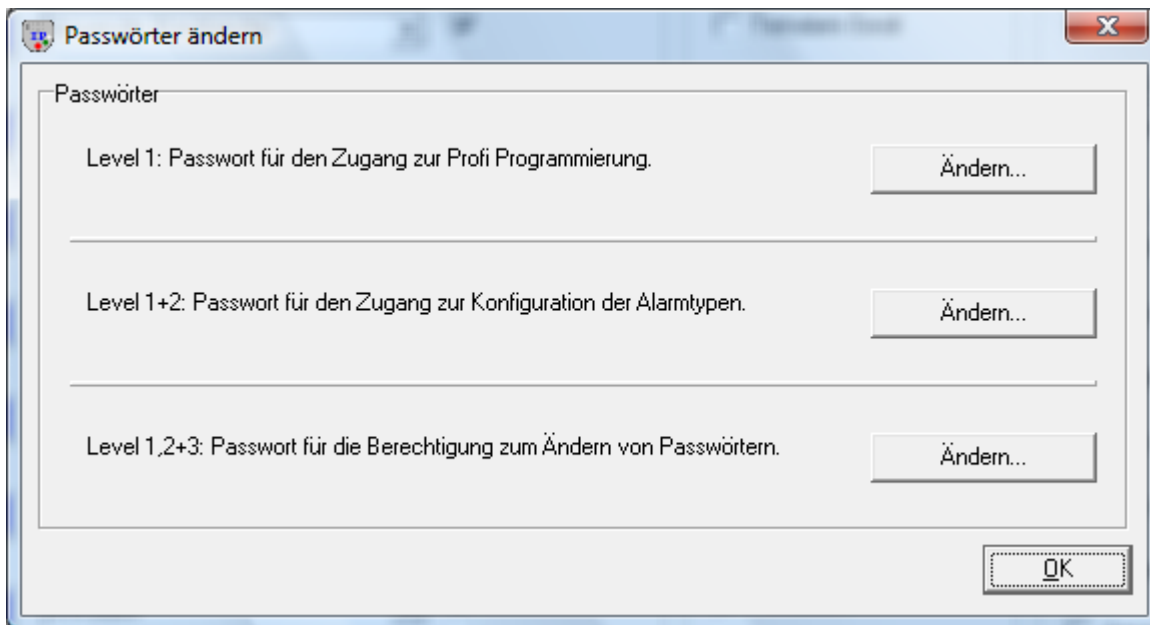 Passwörter ändern
Passwörter
Level 1: Passwort für den Zugang zur Profi Programmierung.
Ändern...
Level 1+2: Passwort für den Zugang zur Konfiguration der Alarmtypen.
Ändern...
Level 1,2+3: Passwort für die Berechtigung zum Ändern von Passwörtern.
Ändern...
OK